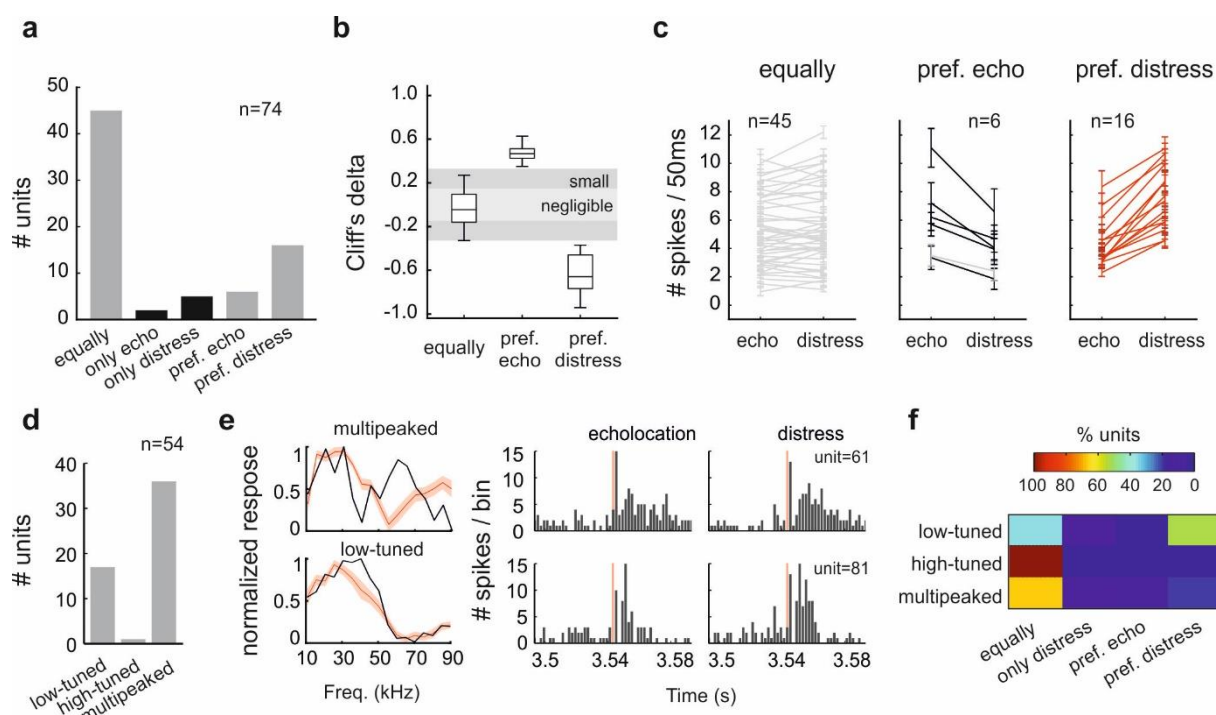 a
# units
50
40
30
20
10
0
n=74
equally
only echo
only distress
pref. echo
pref. distress
b
Cliff's delta
1.0
0.6
0.2
-0.2
-0.6
-1.0
small
negligible
equally
pref.
echo
pref.
distress
c
equally
pref. echo
pref. distress
# spikes / 50ms
12
10
8
6
4
2
0
n=45
n=6
n=16
echo distress
echo distress
echo distress
d
# units
40
30
20
10
0
n=54
low-tuned
high-tuned
multipeaked
e
normalized respose
multipeaked
1
0.5
0
low-tuned
1
0.5
0
10 30 50 70 90
Freq. (kHz)
# spikes / bin
echolocation
distress
15
10
5
0
unit=61
15
10
5
0
unit=81
3.5 3.54 3.58
3.5 3.54 3.58
Time (s)
f
% units
100 80 60 40 20 0
low-tuned
high-tuned
multipeaked
equally
only distress
pref. echo
pref. distress